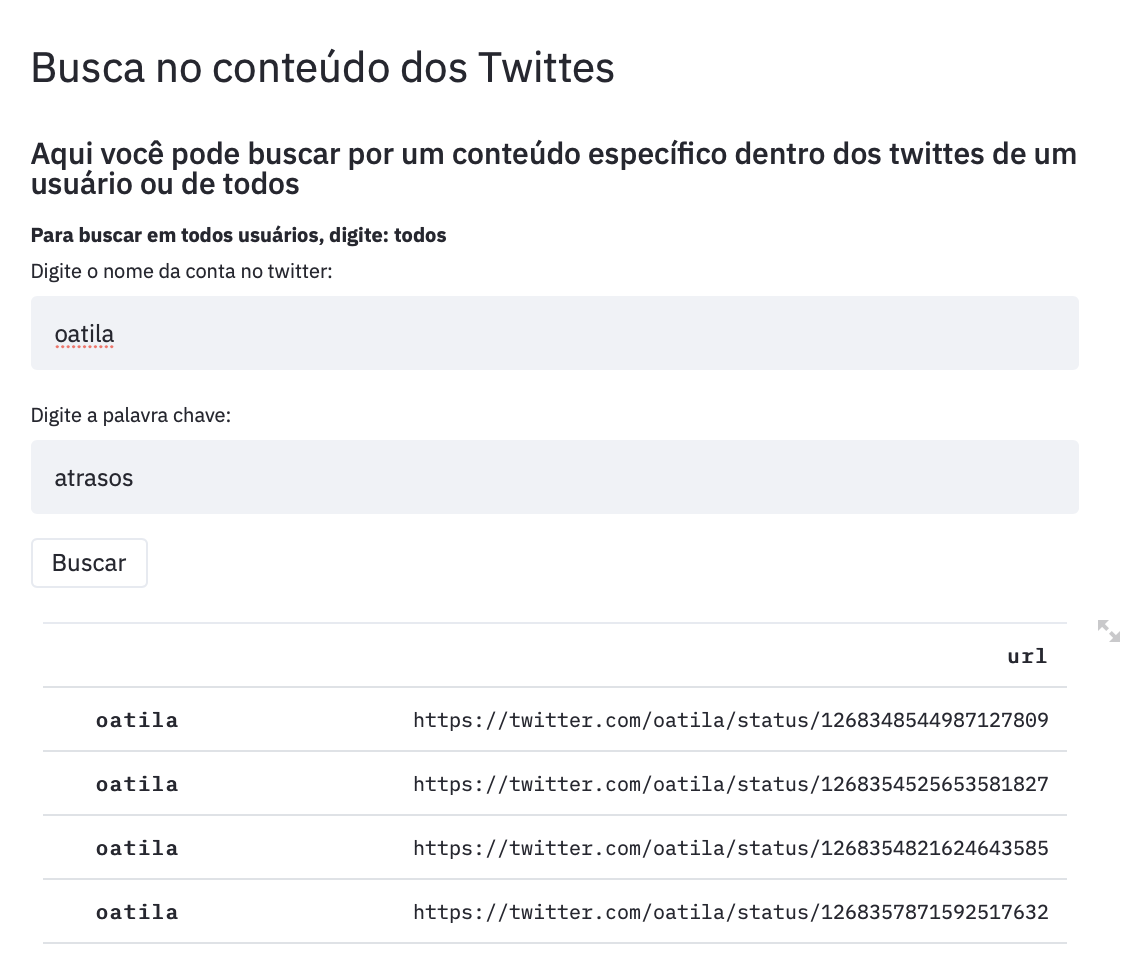 Busca no conteúdo dos Twittes
Aqui você pode buscar por um conteúdo específico dentro dos twittes de um
usuário ou de todos
Para buscar em todos usuários, digite: todos
Digite o nome da conta no twitter:
oatila
Digite a palavra chave:
atrasos
Buscar
url
oatila https://twitter.com/oatila/status/1268348544987127809
oatila https://twitter.com/oatila/status/1268354525653581827
oatila https://twitter.com/oatila/status/1268354821624643585
oatila https://twitter.com/oatila/status/1268357871592517632